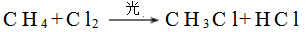 CH₄+Cl₂ —光→ CH₃Cl+HCl